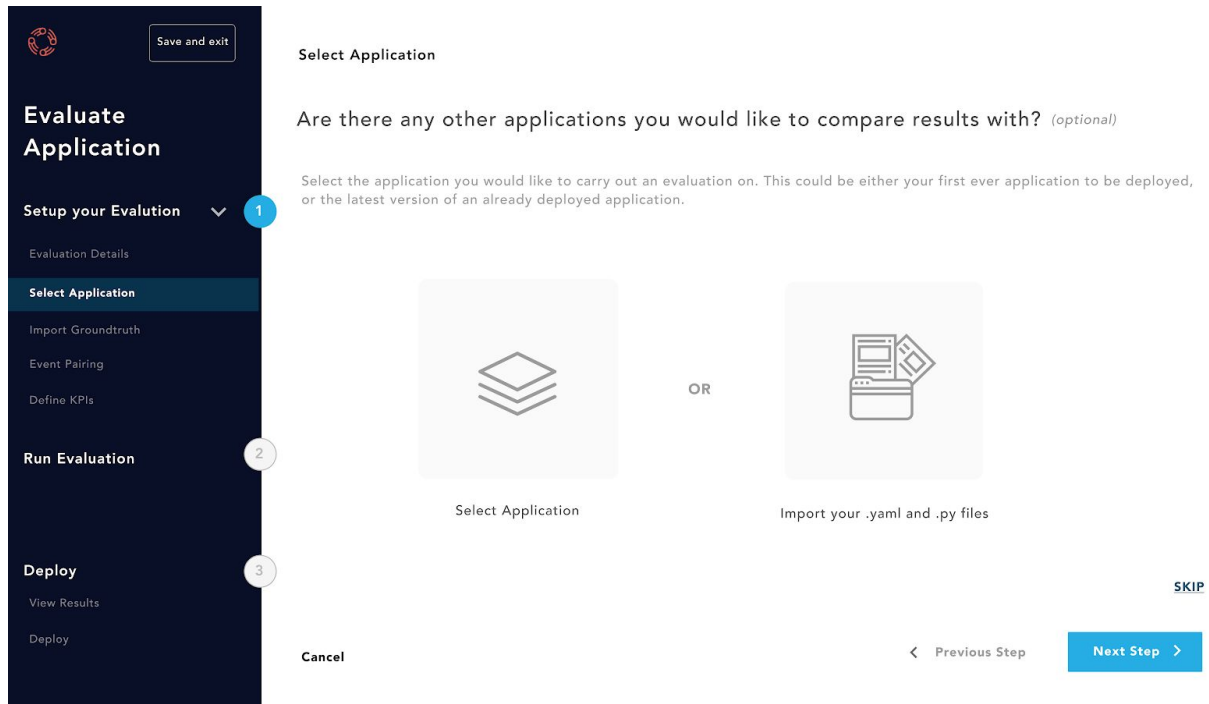 Save and exit
Evaluate
Application
Setup your Evalution
1
Evaluation Details
Select Application
Import Groundtruth
Event Pairing
Define KPIs
Run Evaluation
2
Deploy
3
View Results
Deploy
Select Application
Are there any other applications you would like to compare results with? (optional)
Select the application you would like to carry out an evaluation on. This could be either your first ever application to be deployed,
or the latest version of an already deployed application.
OR
Select Application
Import your .yaml and .py files
SKIP
Cancel
Previous Step
Next Step